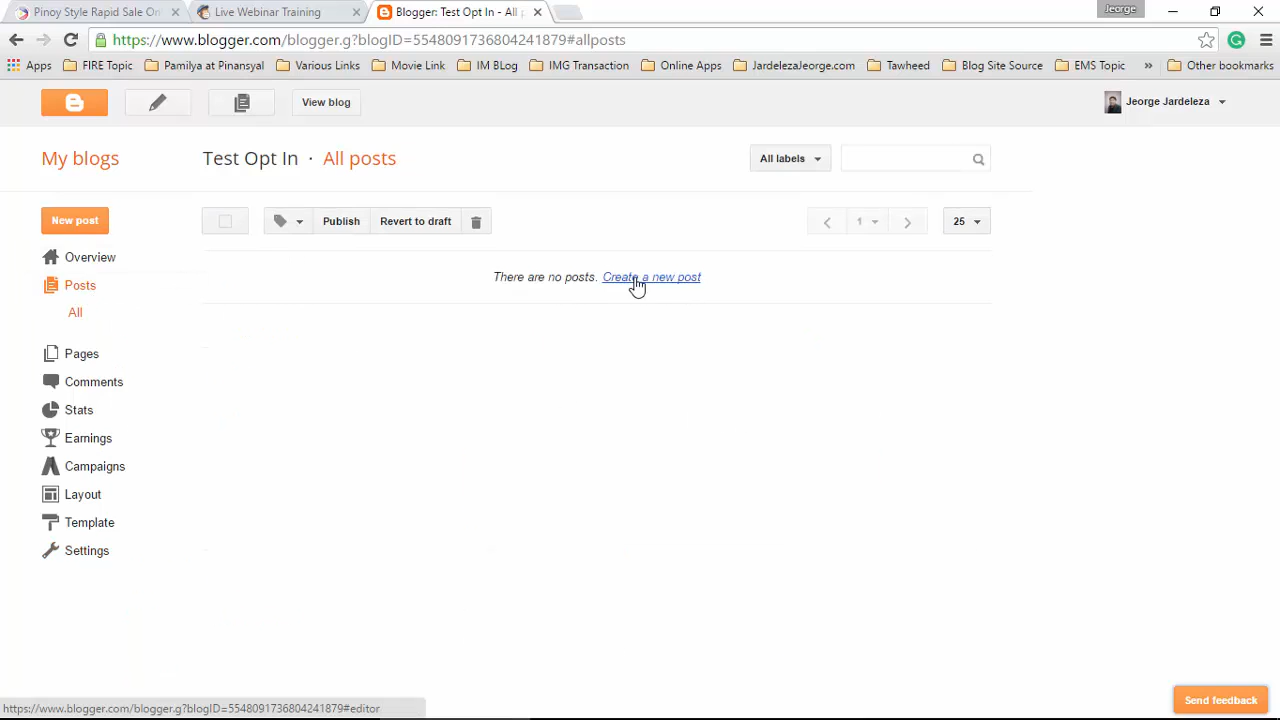 Pinoy Style Rapid Sale On
Live Webinar Training
Blogger: Test Opt In - All p
Jeorge
https://www.blogger.com/blogger.g?blogID=5548091736804241879#allposts
Apps
FIRE Topic
Pamilya at Pinansyal
Various Links
Movie Link
IM BLog
IMG Transaction
Online Apps
JardelezaJeorge.com
Tawheed
Blog Site Source
EMS Topic
»
Other bookmarks
View blog
Jeorge Jardeleza
My blogs
Test Opt In · All posts
All labels
New post
Publish
Revert to draft
1
25
Overview
There are no posts. Create a new post
Posts
All
Pages
Comments
Stats
Earnings
Campaigns
Layout
Template
Settings
Send feedback
https://www.blogger.com/blogger.g?blogID=5548091736804241879#editor